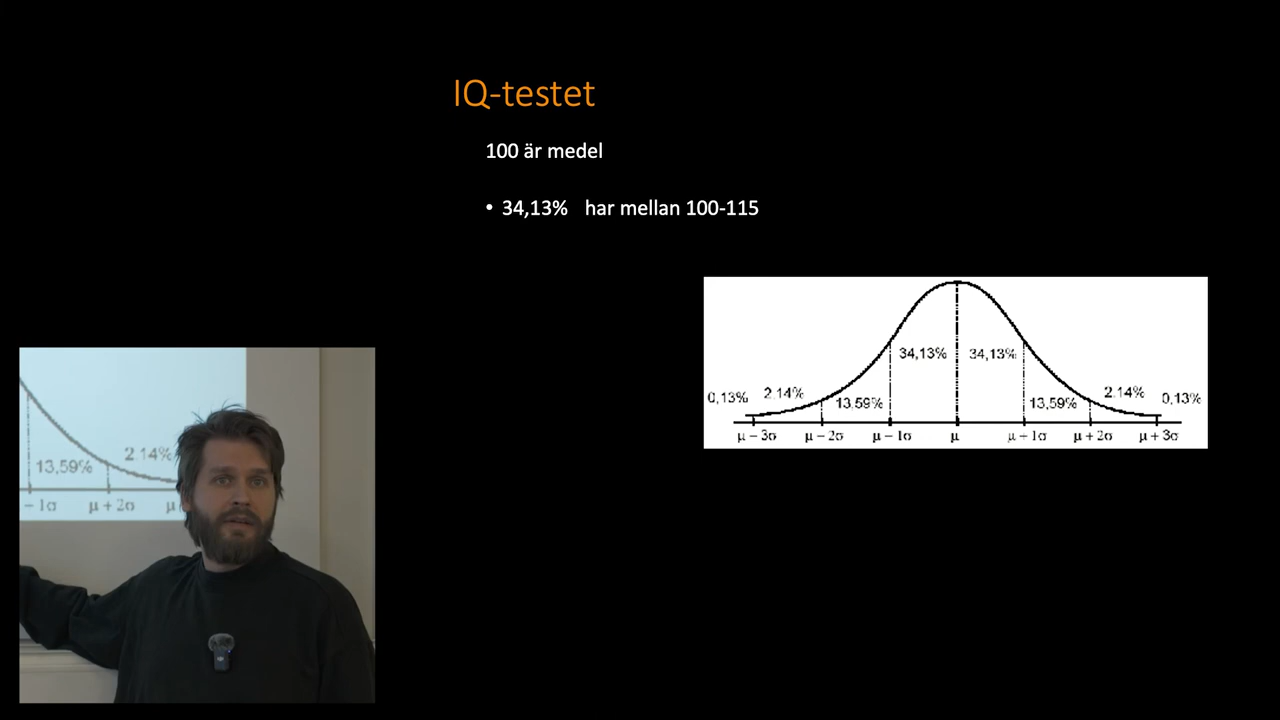 IQ-testet
100 är medel
• 34,13% har mellan 100-115
34,13% 34,13%
0,13% 2.14% 13.59% 13,59% 2.14% 0,13%
μ − 3σ μ − 2σ μ − 1σ μ μ + 1σ μ + 2σ μ + 3σ
13,59% 2.14%
− 1σ μ + 2σ μ